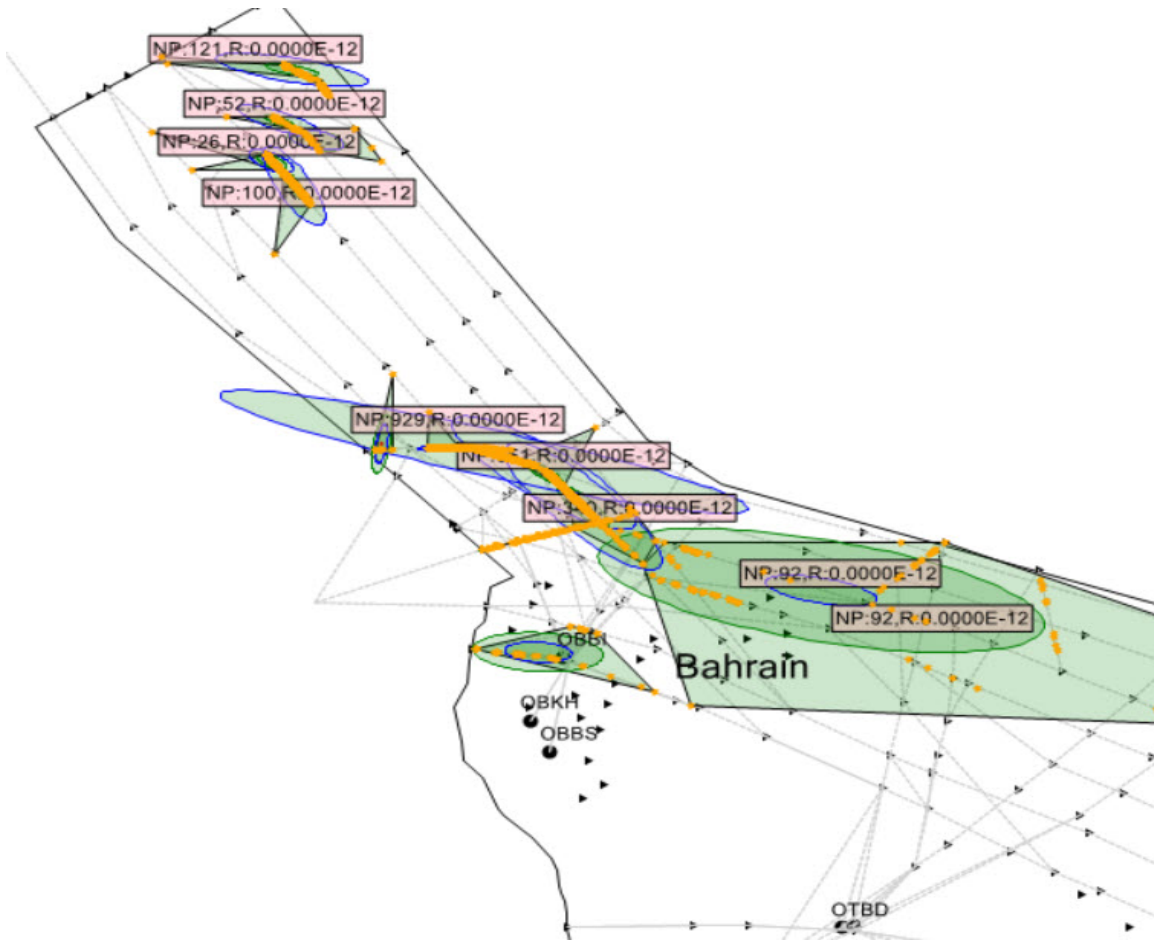 NP:121,R:0.0000E-12
NP:52,R:0.0000E-12
NP:26,R:0.0000E-12
NP:100,R:0.0000E-12
NP:929,R:0.0000E-12
R:0.0000E-12
R:0.0000E-12
NP:92,R:0.0000E-12
NP:92,R:0.0000E-12
OBBI
Bahrain
OBKH
OBBS
OTBD